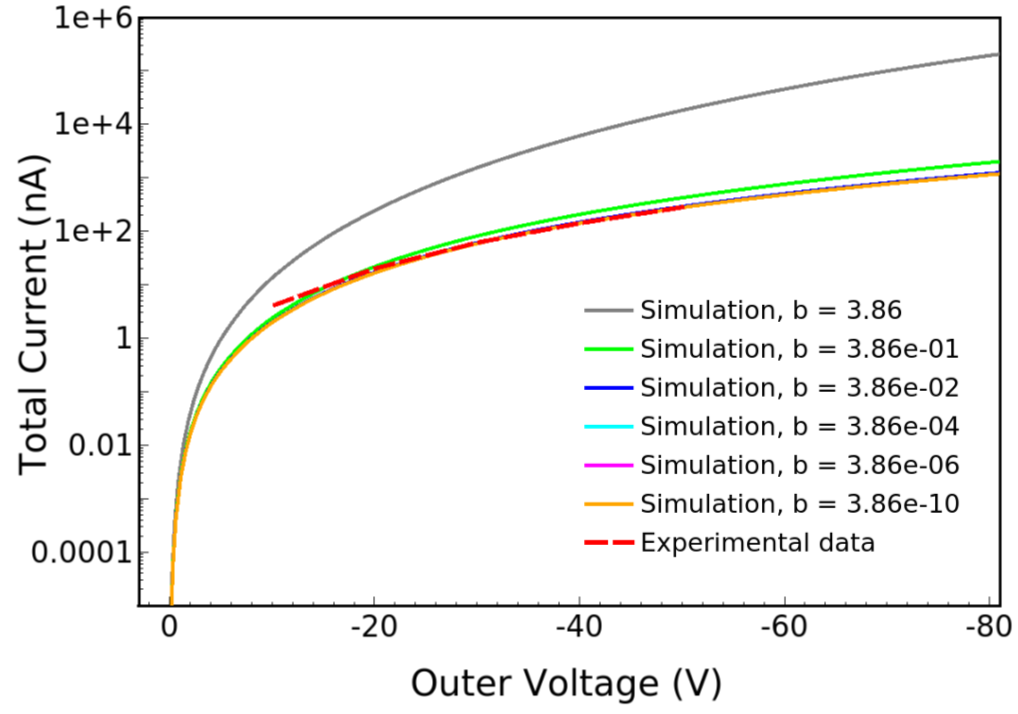 1e+6
1e+4
1e+2
1
0.01
0.0001
Total Current (nA)
Simulation, b = 3.86
Simulation, b = 3.86e-01
Simulation, b = 3.86e-02
Simulation, b = 3.86e-04
Simulation, b = 3.86e-06
Simulation, b = 3.86e-10
Experimental data
0 -20 -40 -60 -80
Outer Voltage (V)